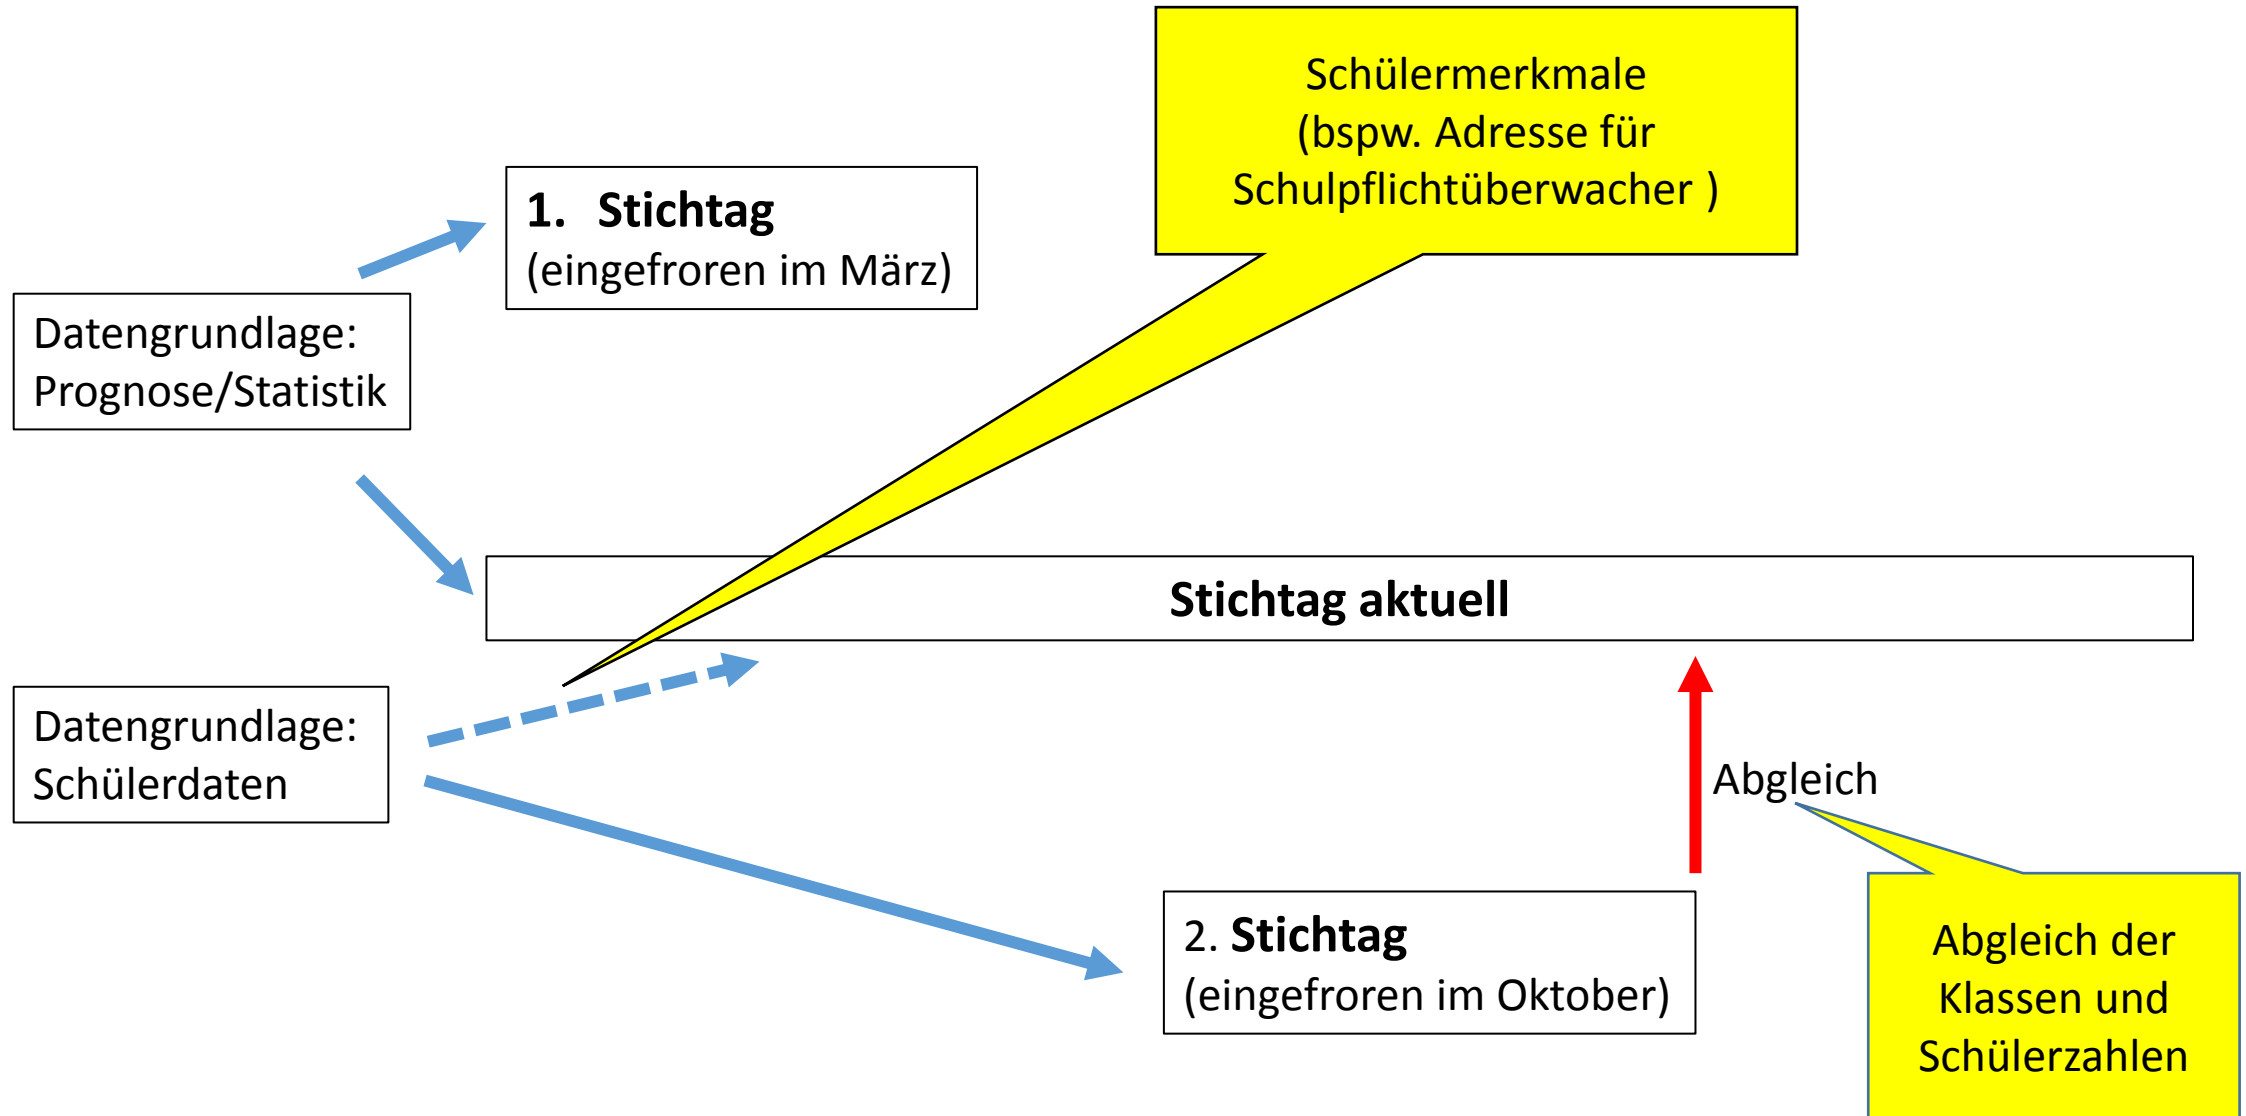 Schülermerkmale
(bspw. Adresse für
Schulpflichtüberwacher )
1. Stichtag
(eingefroren im März)
Datengrundlage:
Prognose/Statistik
Stichtag aktuell
Datengrundlage:
Schülerdaten
Abgleich
2. Stichtag
(eingefroren im Oktober)
Abgleich der
Klassen und
Schülerzahlen